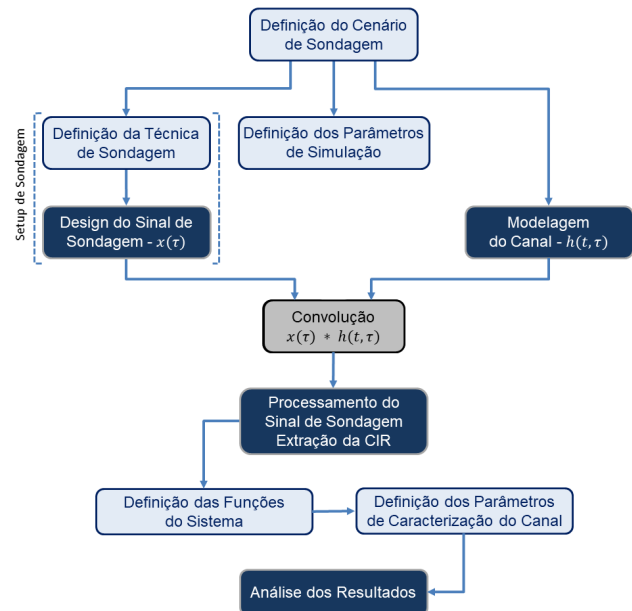 Definição do Cenário
de Sondagem
Setup de Sondagem
Definição da Técnica
de Sondagem
Definição dos Parâmetros
de Simulação
Design do Sinal de
Sondagem - x(τ)
Modelagem
do Canal - h(t, τ)
Convolução
x(τ) * h(t, τ)
Processamento do
Sinal de Sondagem
Extração da CIR
Definição das Funções
do Sistema
Definição dos Parâmetros
de Caracterização do Canal
Análise dos Resultados